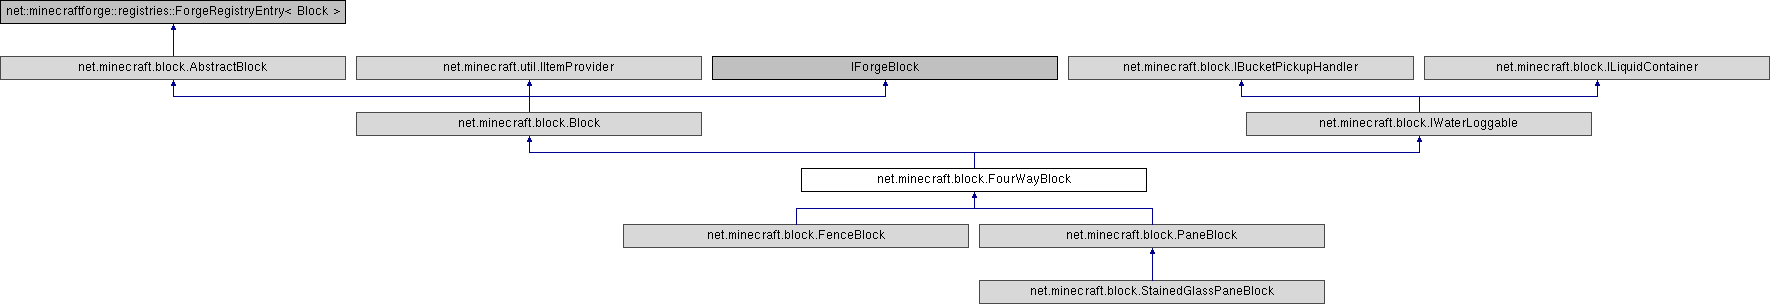 net::minecraftforge::registries::ForgeRegistryEntry< Block >
net.minecraft.block.AbstractBlock
net.minecraft.util.IItemProvider
IForgeBlock
net.minecraft.block.IBucketPickupHandler
net.minecraft.block.ILiquidContainer
net.minecraft.block.Block
net.minecraft.block.IWaterLoggable
net.minecraft.block.FourWayBlock
net.minecraft.block.FenceBlock
net.minecraft.block.PaneBlock
net.minecraft.block.StainedGlassPaneBlock